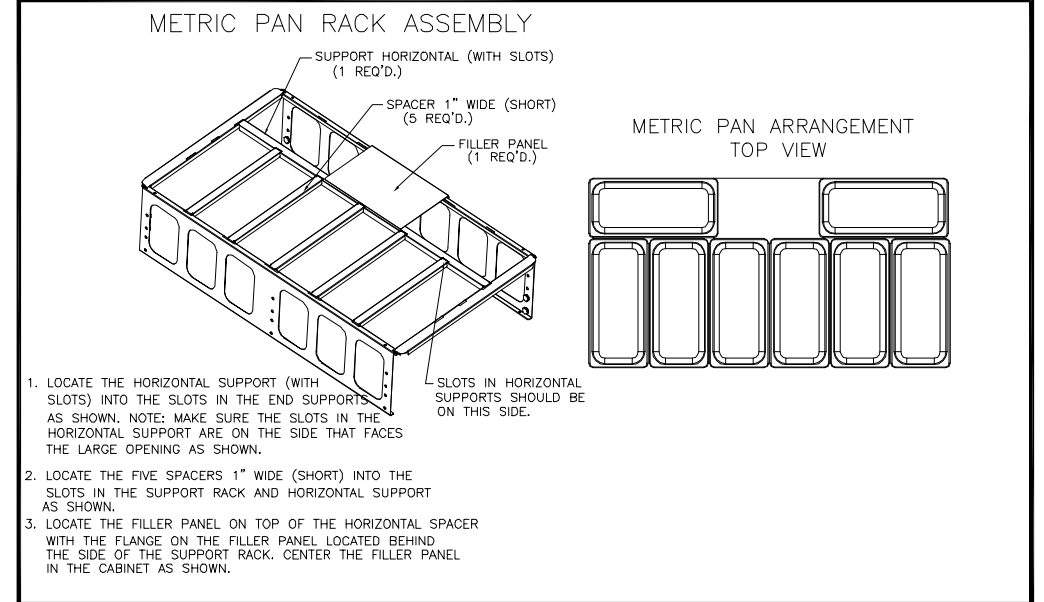 METRIC PAN RACK ASSEMBLY
SUPPORT HORIZONTAL (WITH SLOTS)
(1 REQ'D.)
SPACER 1" WIDE (SHORT)
(5 REQ'D.)
FILLER PANEL
(1 REQ'D.)
METRIC PAN ARRANGEMENT
TOP VIEW
SLOTS IN HORIZONTAL
SUPPORTS SHOULD BE
ON THIS SIDE.
1. LOCATE THE HORIZONTAL SUPPORT (WITH
SLOTS) INTO THE SLOTS IN THE END SUPPORTS
AS SHOWN. NOTE: MAKE SURE THE SLOTS IN THE
HORIZONTAL SUPPORT ARE ON THE SIDE THAT FACES
THE LARGE OPENING AS SHOWN.
2. LOCATE THE FIVE SPACERS 1" WIDE (SHORT) INTO THE
SLOTS IN THE SUPPORT RACK AND HORIZONTAL SUPPORT
AS SHOWN.
3. LOCATE THE FILLER PANEL ON TOP OF THE HORIZONTAL SPACER
WITH THE FLANGE ON THE FILLER PANEL LOCATED BEHIND
THE SIDE OF THE SUPPORT RACK. CENTER THE FILLER PANEL
IN THE CABINET AS SHOWN.